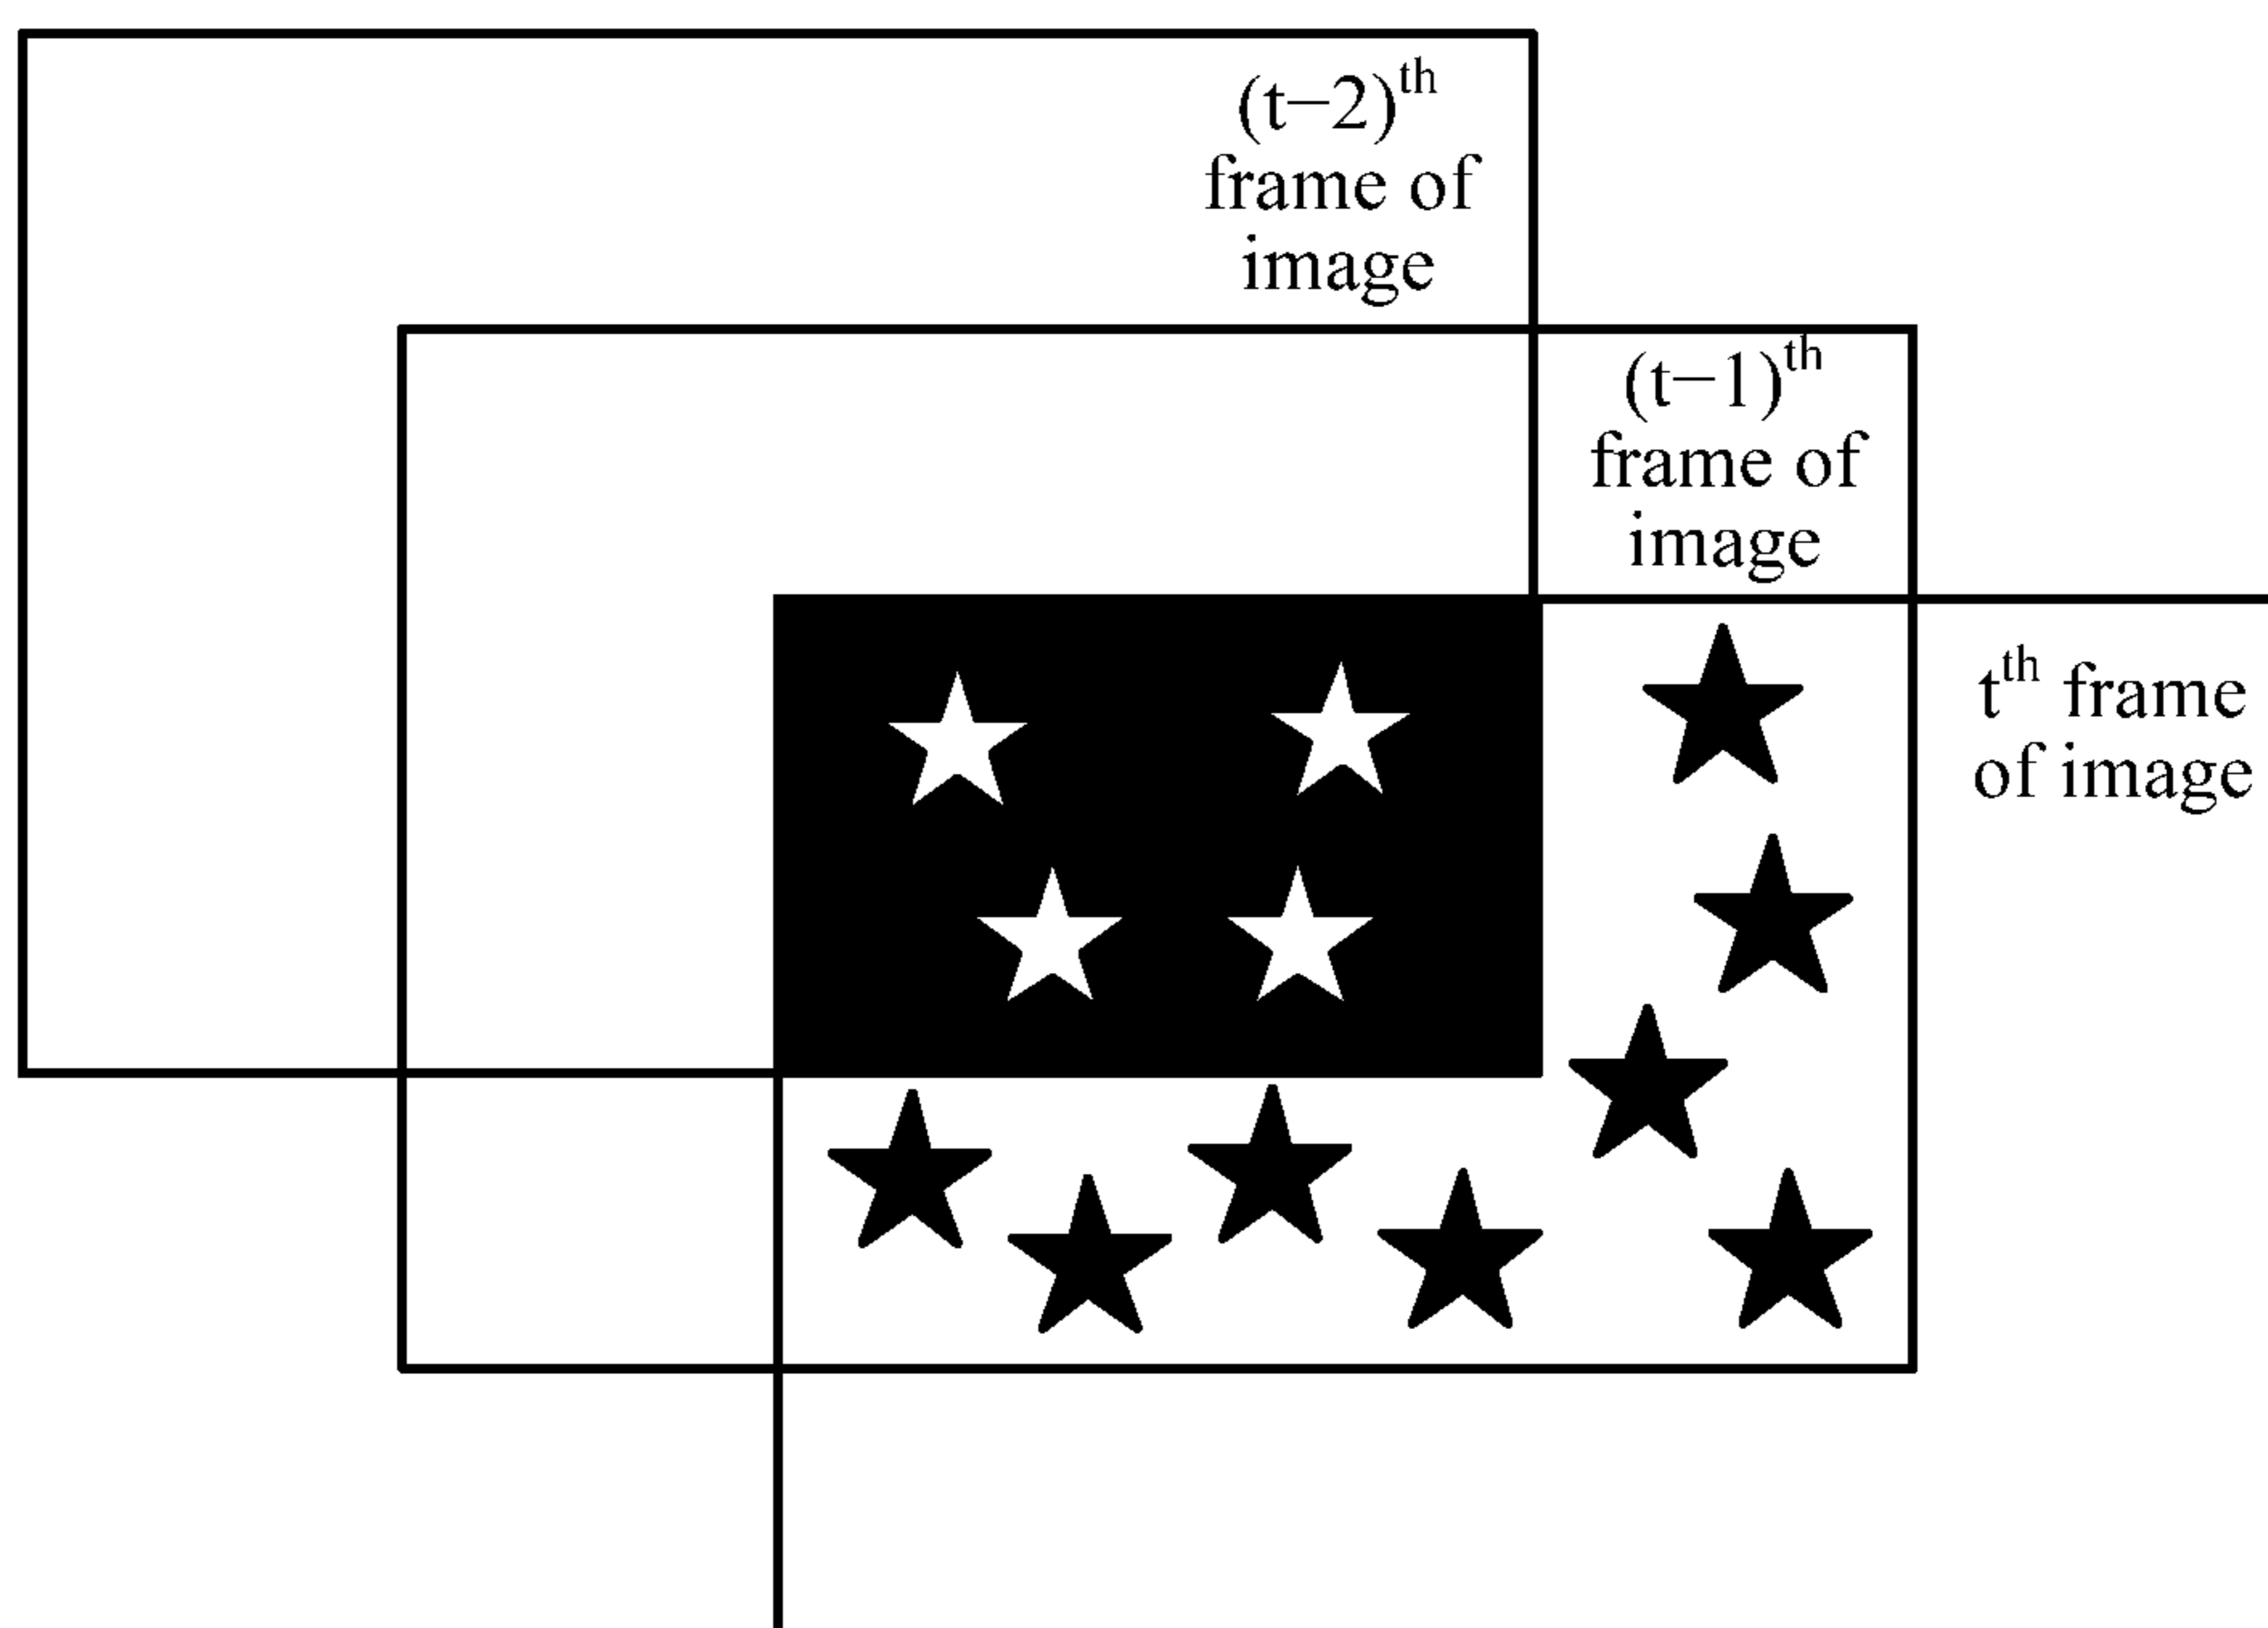 (t−2)th
frame of
image
(t−1)th
frame of
image
tth frame
of image